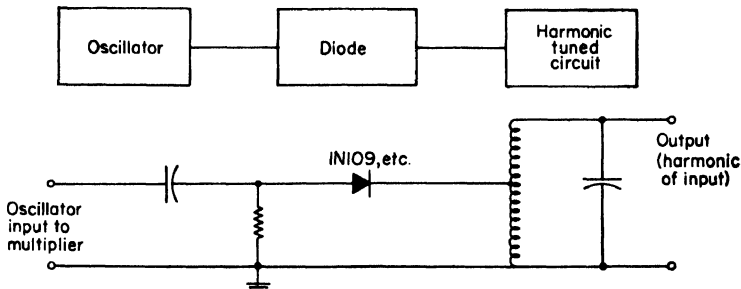 Oscillator
Diode
Harmonic
tuned
circuit
1N109, etc.
Output
(harmonic
of input)
Oscillator
input to
multiplier